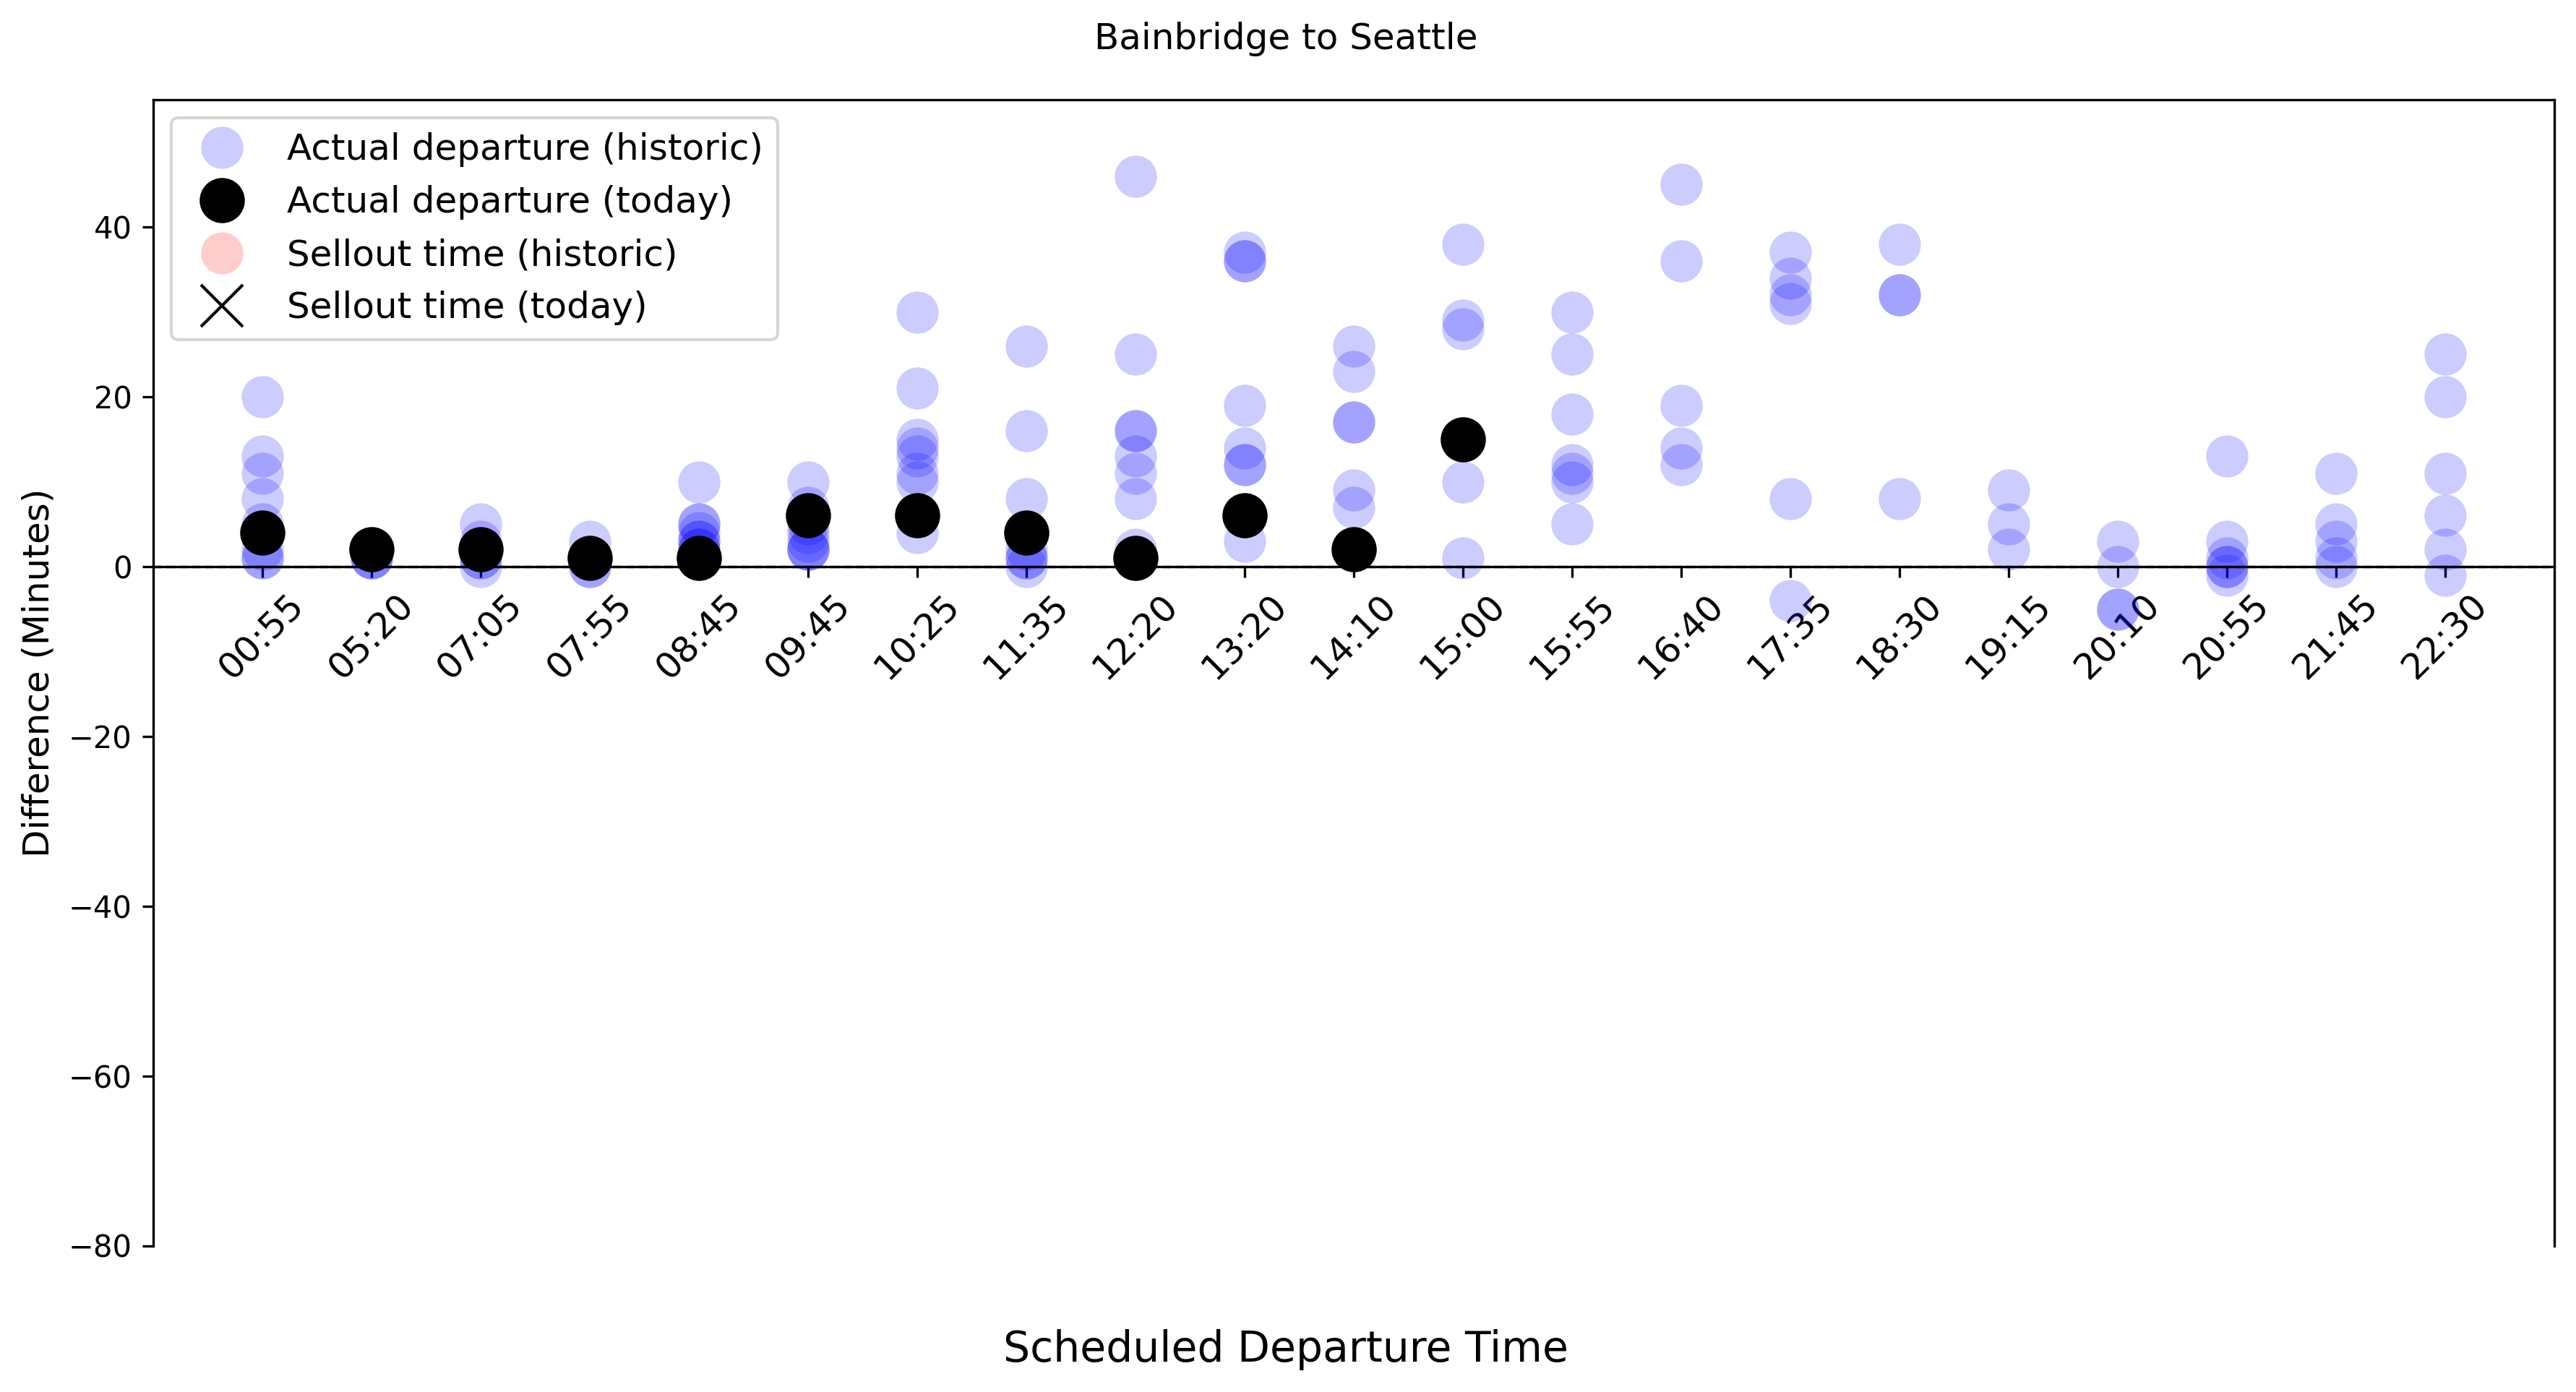 Bainbridge to Seattle
Actual departure (historic)
Actual departure (today)
Sellout time (historic)
Sellout time (today)
Difference (Minutes)
40
20
0
−20
−40
−60
−80
00:55 05:20 07:05 07:55 08:45 09:45 10:25 11:35 12:20 13:20 14:10 15:00 15:55 16:40 17:35 18:30 19:15 20:10 20:55 21:45 22:30
Scheduled Departure Time